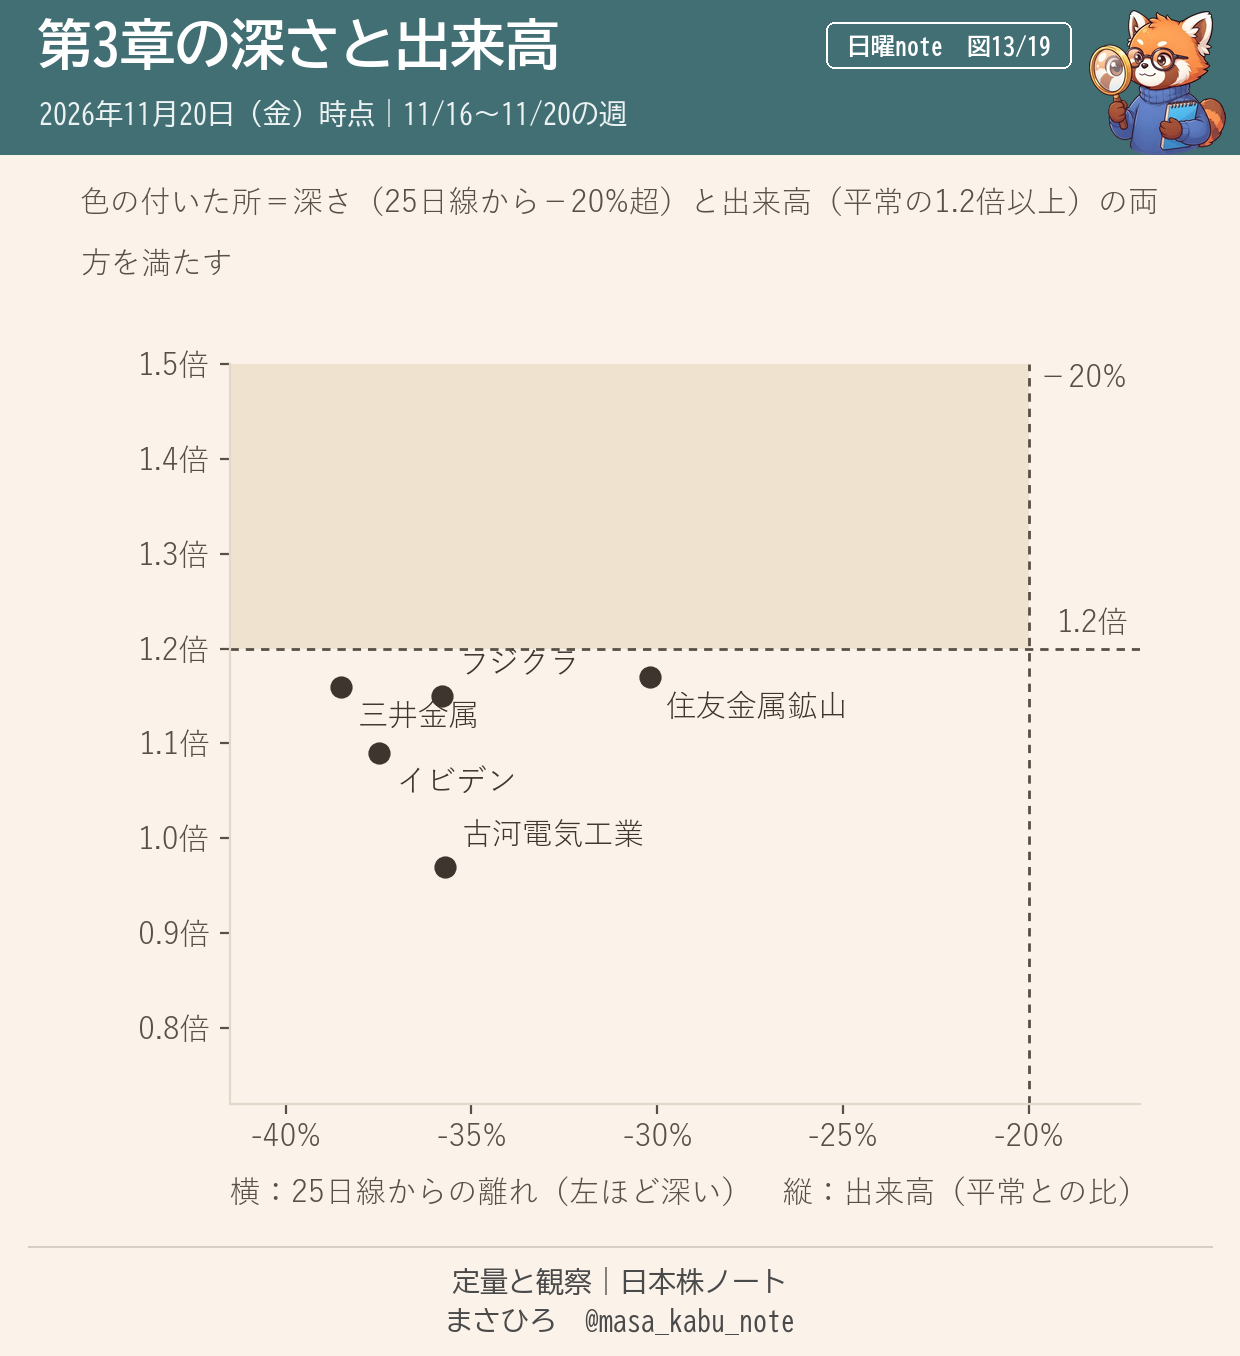 第3章の深さと出来高
日曜note 図13/19
2026年11月20日（金）時点｜11/16～11/20の週
色の付いた所＝深さ（25日線から－20%超）と出来高（平常の1.2倍以上）の両
方を満たす
1.5倍
－20%
1.4倍
1.3倍
1.2倍
1.2倍
フジクラ
住友金属鉱山
三井金属
1.1倍
イビデン
1.0倍
古河電気工業
0.9倍
0.8倍
-40% -35% -30% -25% -20%
横：25日線からの離れ（左ほど深い） 縦：出来高（平常との比）
定量と観察｜日本株ノート
まさひろ @masa_kabu_note